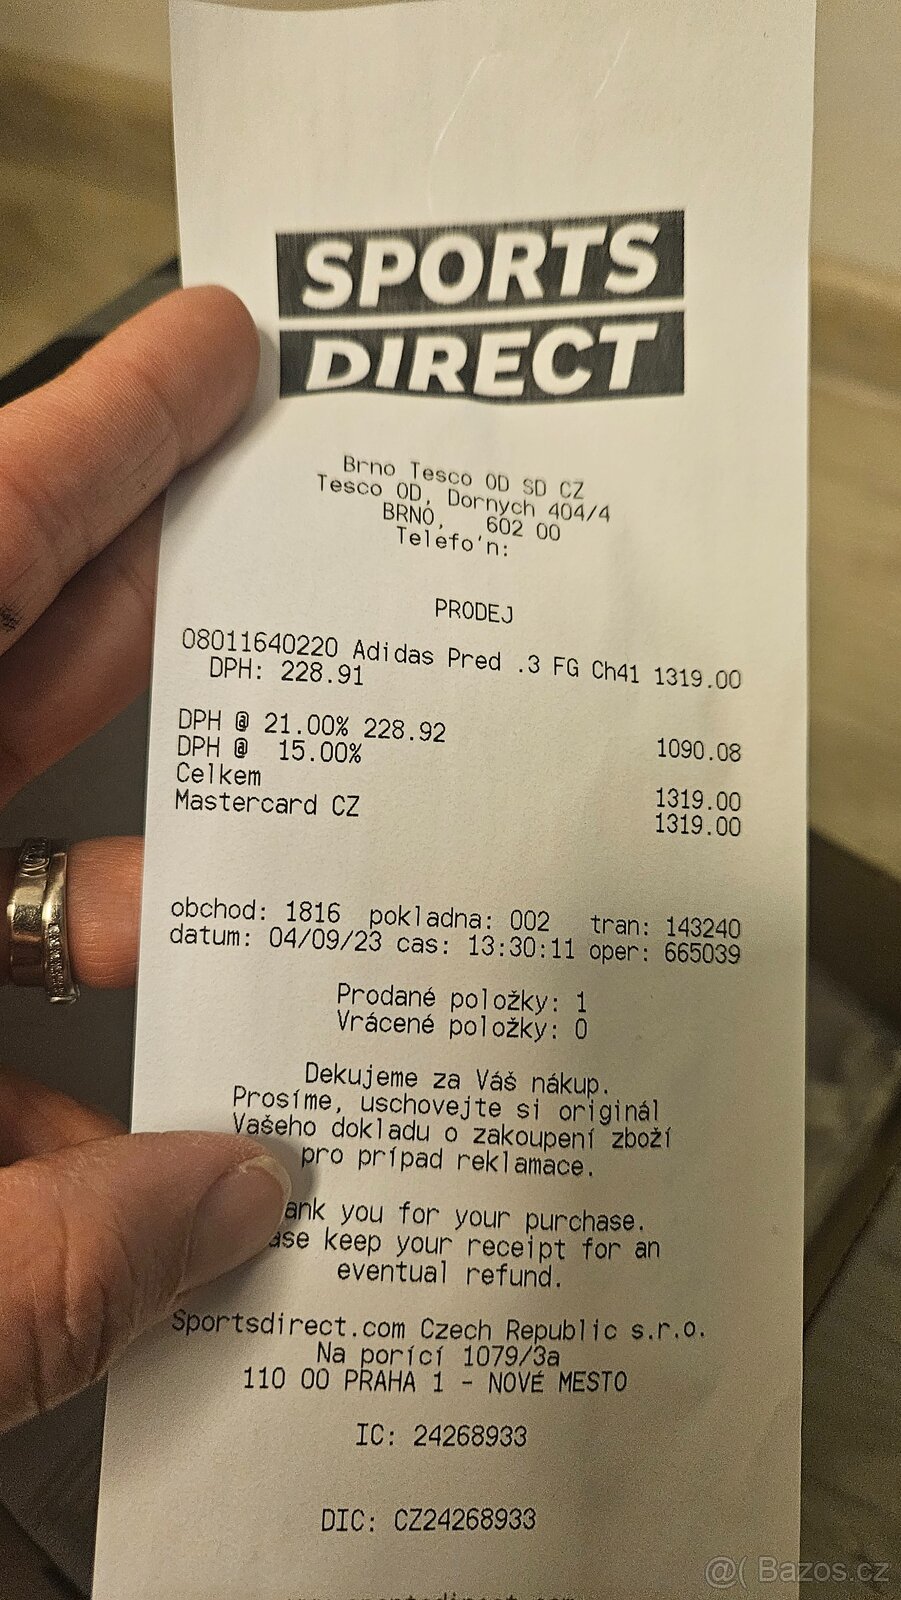 SPORTS
DIRECT
Brno Tesco OD SD CZ
Tesco OD, Dornych 404/4
BRNO, 602 00
Telefo'n:
PRODEJ
08011640220 Adidas Pred .3 FG Ch41 1319.00
DPH: 228.91
DPH @ 21.00% 228.92 1090.08
DPH @ 15.00%
Celkem 1319.00
Mastercard CZ 1319.00
obchod: 1816 pokladna: 002 tran: 143240
datum: 04/09/23 cas: 13:30:11 oper: 665039
Prodané položky: 1
Vrácené položky: 0
Dekujeme za Váš nákup.
Prosíme, uschovejte si originál
Vašeho dokladu o zakoupení zboží
pro prípad reklamace.
ank you for your purchase.
ase keep your receipt for an
eventual refund.
Sportsdirect.com Czech Republic s.r.o.
Na porící 1079/3a
110 00 PRAHA 1 - NOVÉ MESTO
IC: 24268933
DIC: CZ24268933
@( Bazos.cz